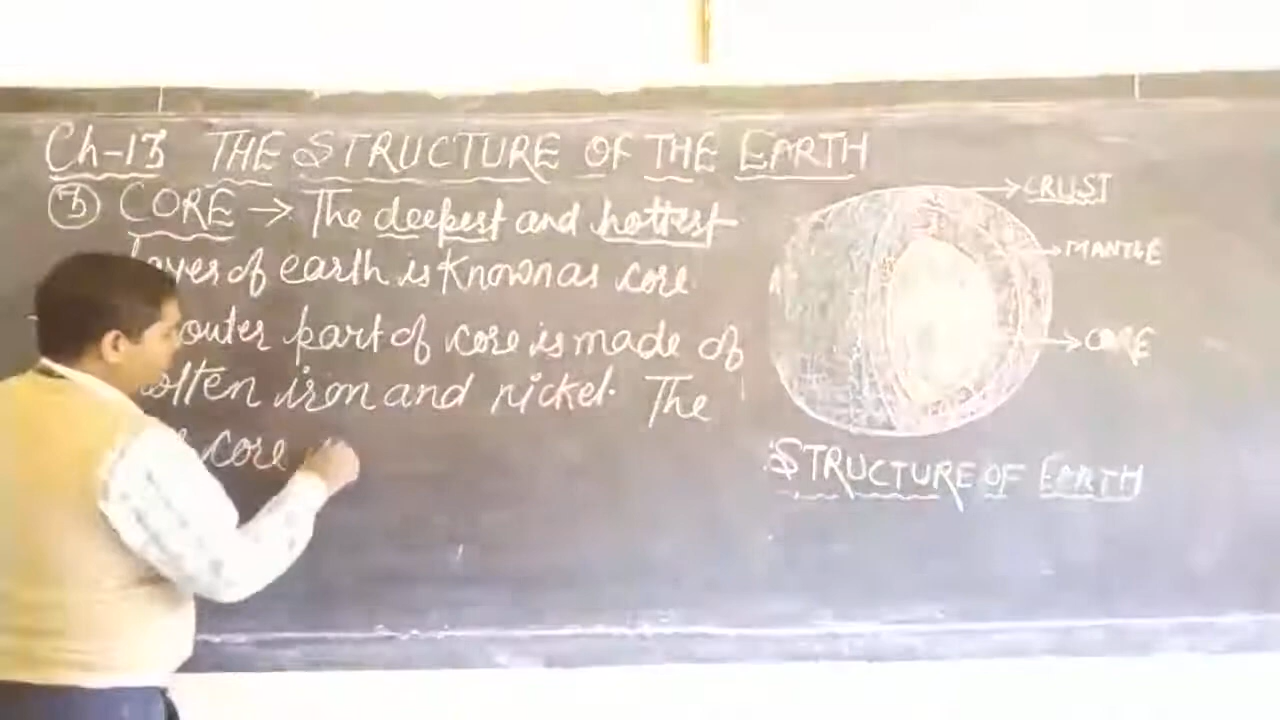 Ch-13 THE STRUCTURE OF THE EARTH
③ CORE → The deepest and hottest
layer of earth is known as core
outer part of core is made of
molten iron and nickel. The
core
CRUST
MANTLE
CORE
STRUCTURE OF EARTH